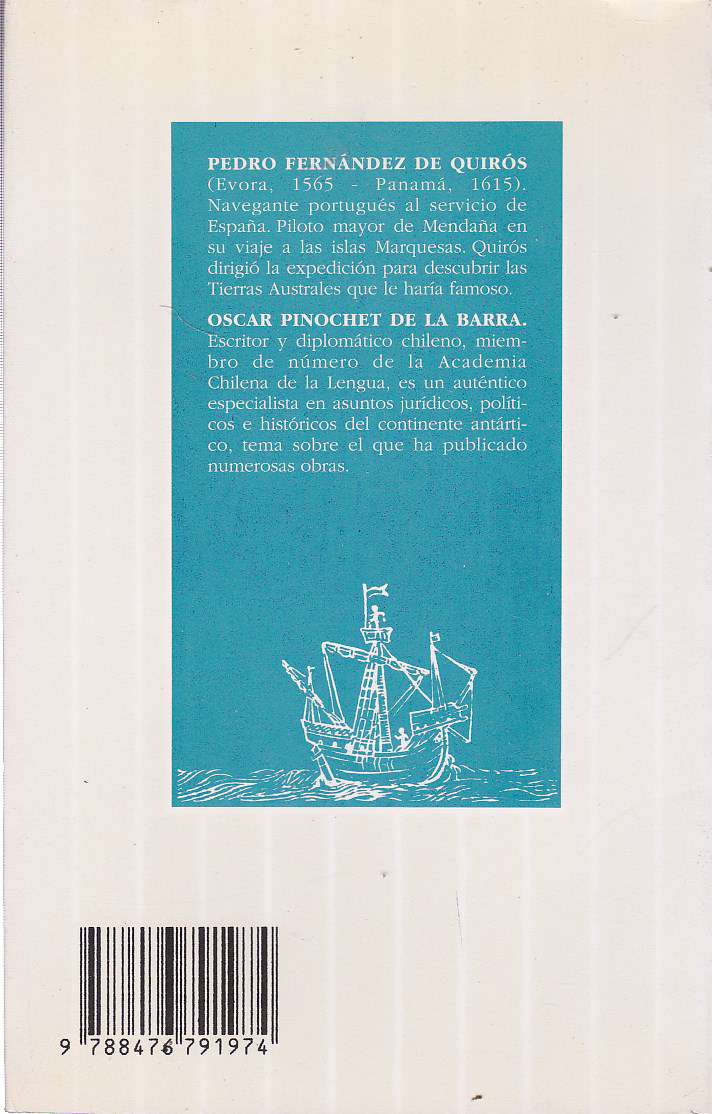 PEDRO FERNÁNDEZ DE QUIRÓS
(Evora, 1565 - Panamá, 1615).
Navegante portugués al servicio de
España. Piloto mayor de Mendaña en
su viaje a las islas Marquesas. Quirós
dirigió la expedición para descubrir las
Tierras Australes que le haría famoso.
OSCAR PINOCHET DE LA BARRA.
Escritor y diplomático chileno, miem-
bro de número de la Academia
Chilena de la Lengua, es un auténtico
especialista en asuntos jurídicos, políti-
cos e históricos del continente antárti-
co, tema sobre el que ha publicado
numerosas obras.
9 788476 791974